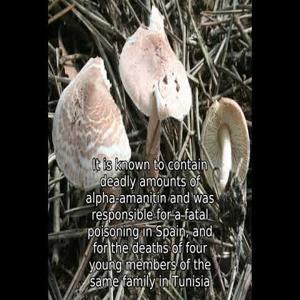 It is known to contain
deadly amounts of
alpha-amanitin and was
responsible for a fatal
poisoning in Spain, and
for the deaths of four
young members of the
same family in Tunisia